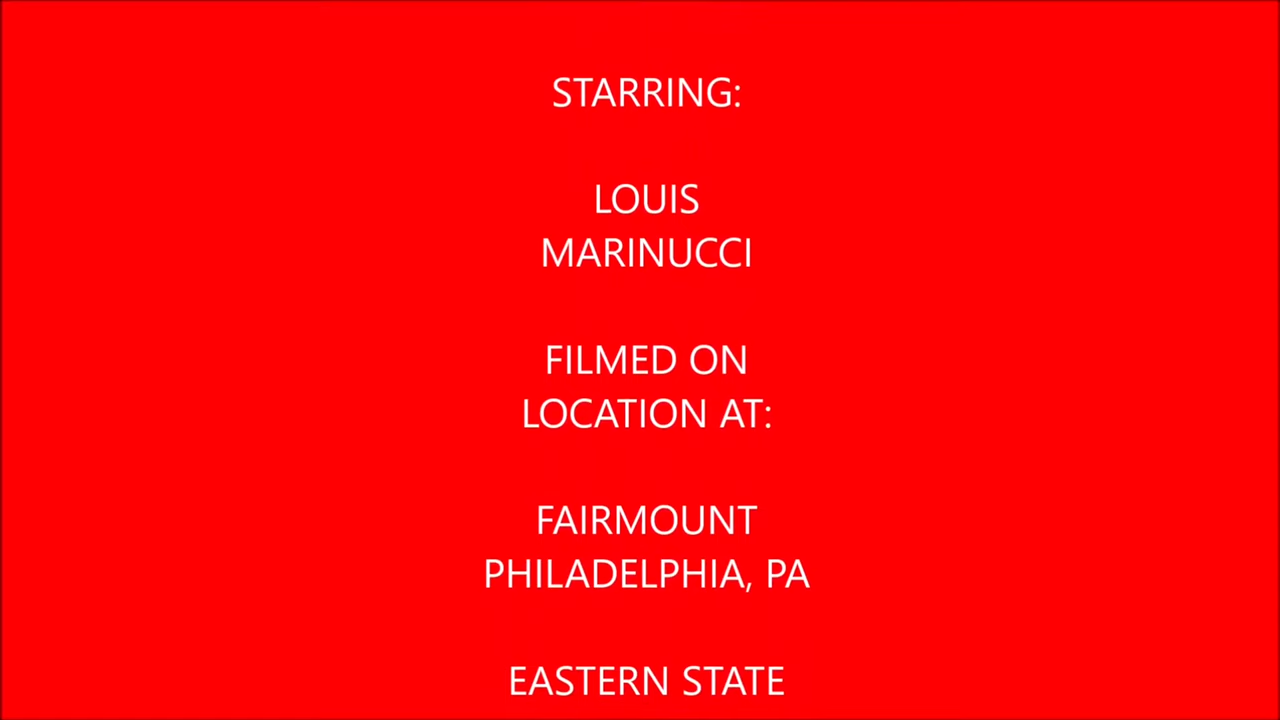 STARRING:
LOUIS
MARINUCCI
FILMED ON
LOCATION AT:
FAIRMOUNT
PHILADELPHIA, PA
EASTERN STATE